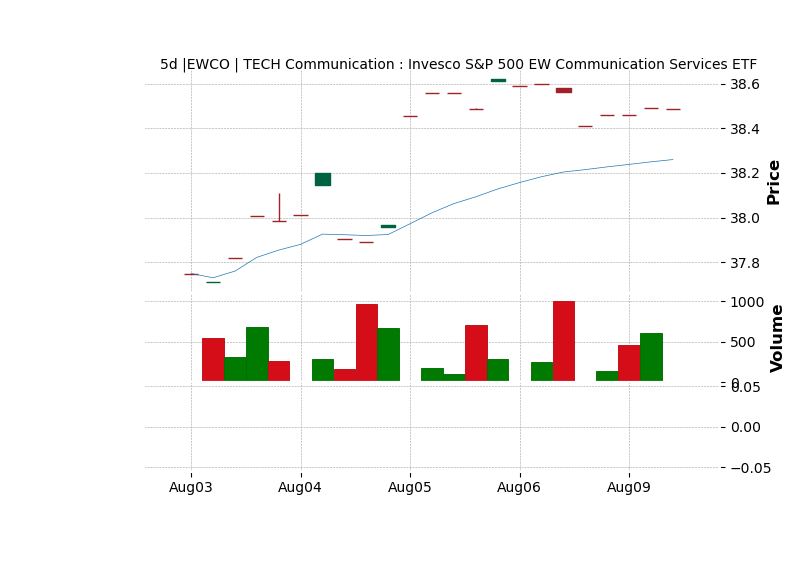 5d |EWCO | TECH Communication : Invesco S&P 500 EW Communication Services ETF
38.6
38.4
38.2
38.0
37.8
Price
1000
500
0
Volume
0.05
0.00
−0.05
Aug03 Aug04 Aug05 Aug06 Aug09